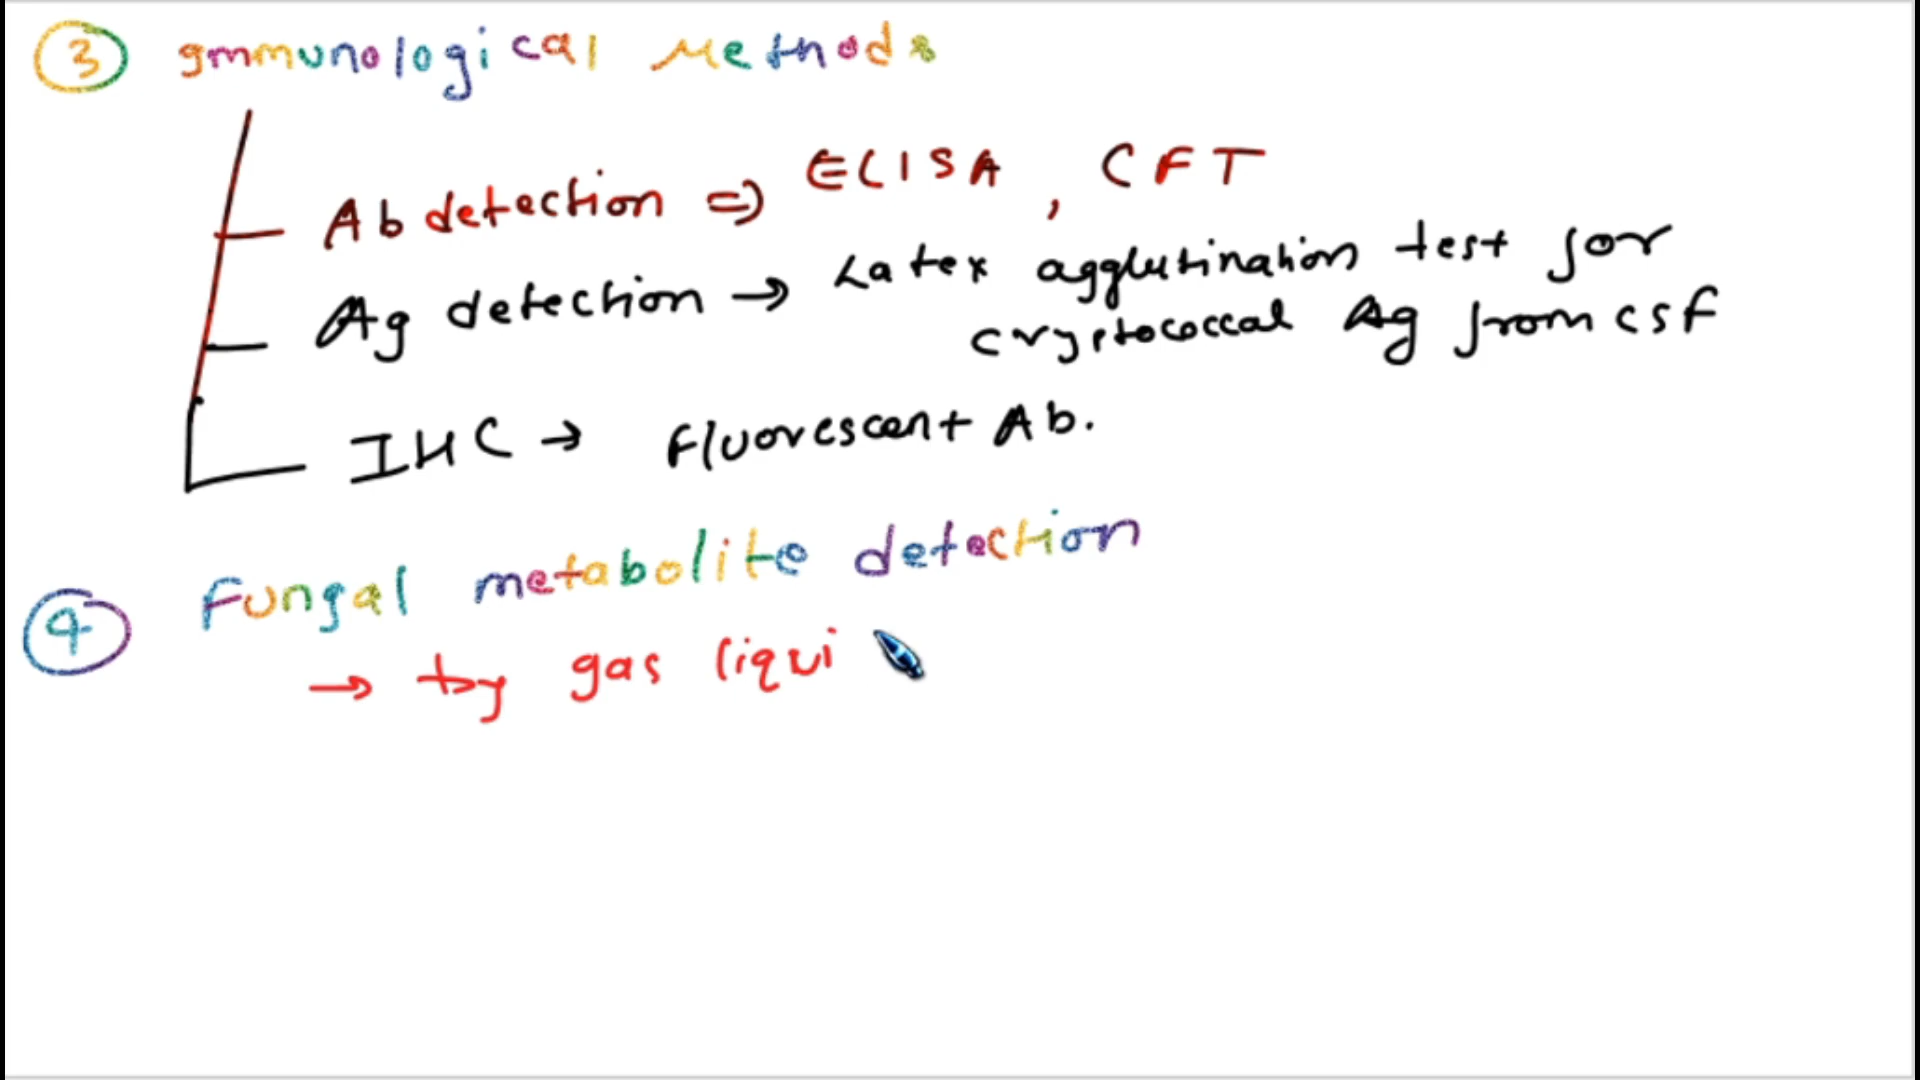 3 Immunological Methods
Ab detection => ELISA, CFT
Ag detection → Latex agglutination test for
cryptococcal Ag from CSF
IHC → Fluorescent Ab.
4 Fungal metabolite detection
→ by gas liqui